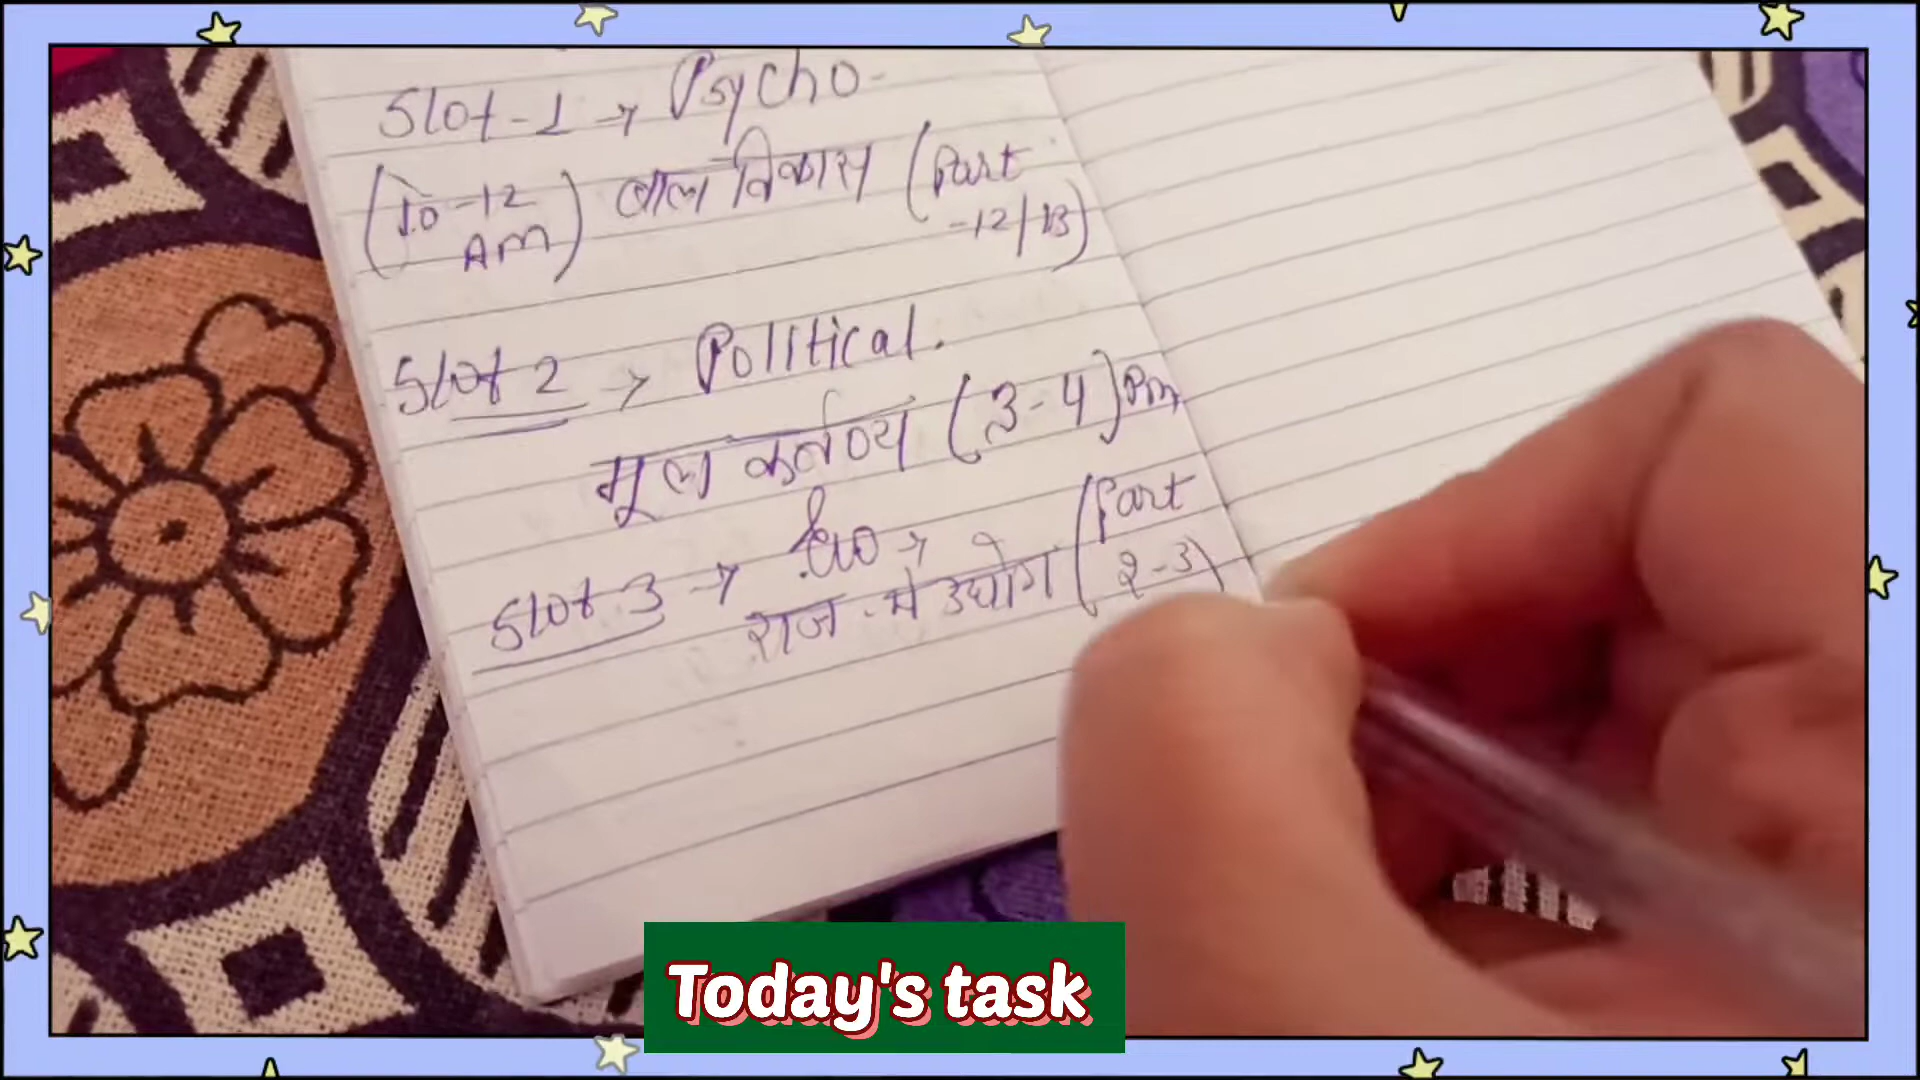 Slot-1 → Psycho-
(10-12 AM) बाल विकास (Part -12/13)
Slot 2 → Political.
मूल कर्तव्य (3-4) Pm
Slot 3 → →
राज. मे उद्योग (Part 2-3)
Today's task